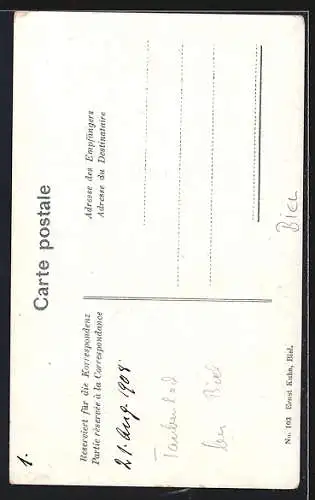 Carte postale
Reserviert für die Korrespondenz
Partie réservée à la Correspondance
Adresse des Empfängers
Adresse du Destinataire
1.
21. Aug. 1908
Taubenlod
bei Biel
Biel
No. 103 Ernst Kuhn, Biel.